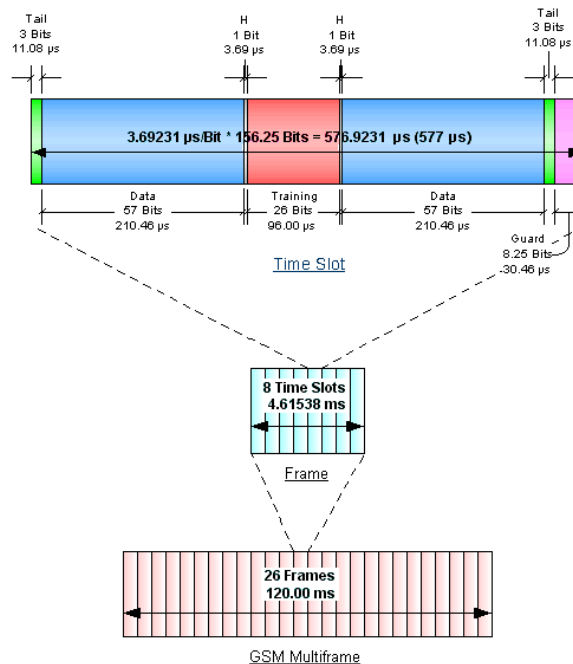 Tail
3 Bits
11.08 µs
H
1 Bit
3.69 µs
H
1 Bit
3.69 µs
Tail
3 Bits
11.08 µs
3.69231 µs/Bit * 156.25 Bits = 576.9231 µs (577 µs)
Data
57 Bits
210.46 µs
Training
26 Bits
96.00 µs
Data
57 Bits
210.46 µs
Guard
8.25 Bits
30.46 µs
Time Slot
8 Time Slots
4.61538 ms
Frame
26 Frames
120.00 ms
GSM Multiframe